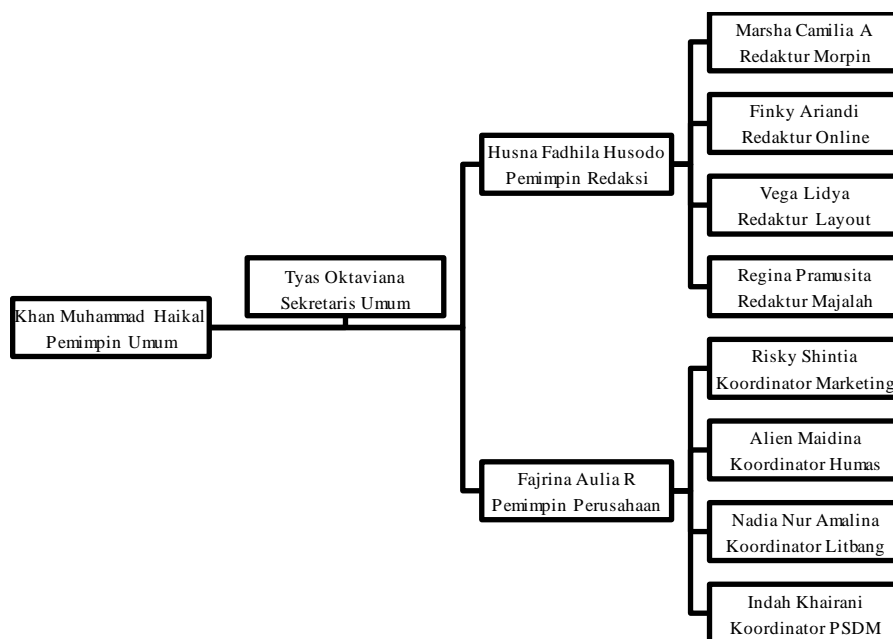 Marsha Camilia A
Redaktur Morpin
Finky Ariandi
Redaktur Online
Husna Fadhila Husodo
Pemimpin Redaksi
Vega Lidya
Redaktur Layout
Tyas Oktaviana
Sekretaris Umum
Regina Pramusita
Redaktur Majalah
Khan Muhammad Haikal
Pemimpin Umum
Risky Shintia
Koordinator Marketing
Alien Maidina
Koordinator Humas
Fajrina Aulia R
Pemimpin Perusahaan
Nadia Nur Amalina
Koordinator Litbang
Indah Khairani
Koordinator PSDM